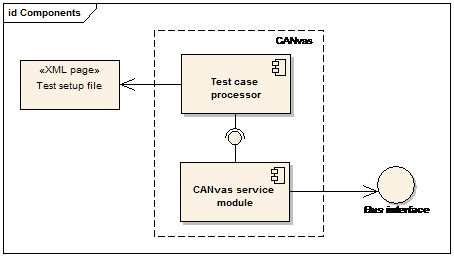 id Components
CANvas
«XML page»
Test setup file
Test case
processor
CANvas service
module
Bus interface